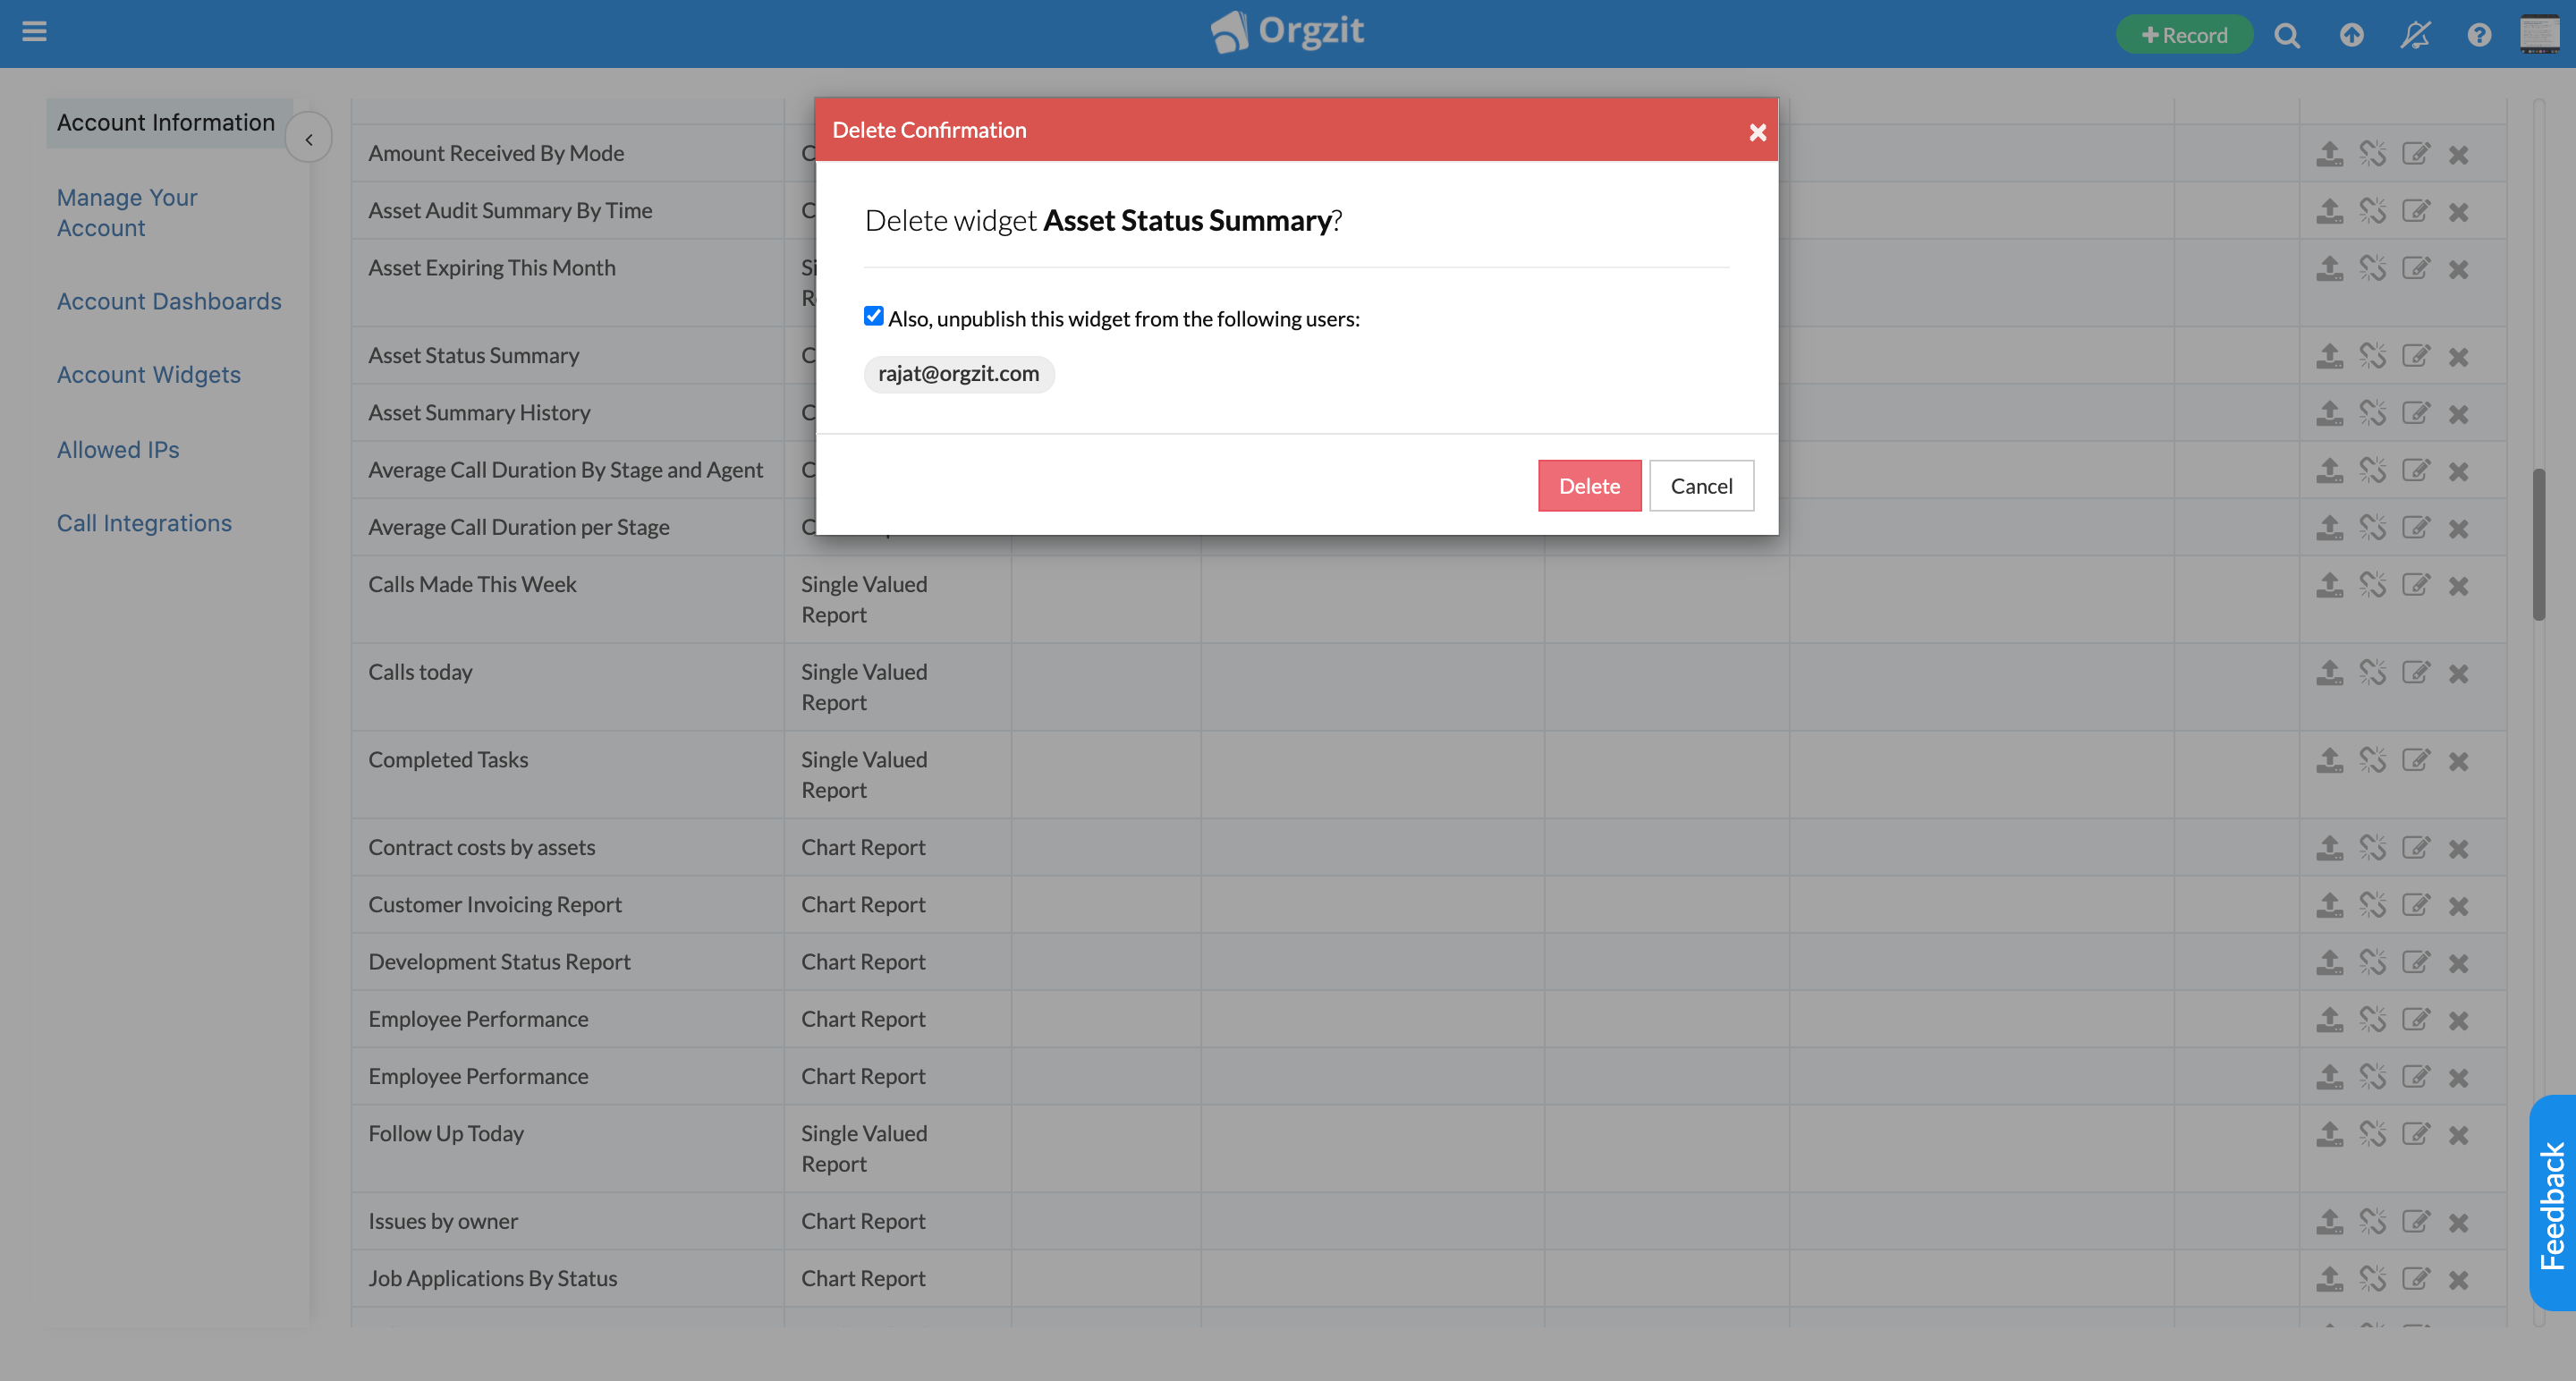 Orgzit
+ Record
Account Information
Manage Your
Account
Account Dashboards
Account Widgets
Allowed IPs
Call Integrations
Delete Confirmation
Delete widget Asset Status Summary?
Also, unpublish this widget from the following users:
rajat@orgzit.com
Delete
Cancel
Amount Received By Mode
Asset Audit Summary By Time
Asset Expiring This Month
Asset Status Summary
Asset Summary History
Average Call Duration By Stage and Agent
Average Call Duration per Stage
Calls Made This Week
Single Valued
Report
Calls today
Single Valued
Report
Completed Tasks
Single Valued
Report
Contract costs by assets
Chart Report
Customer Invoicing Report
Chart Report
Development Status Report
Chart Report
Employee Performance
Chart Report
Employee Performance
Chart Report
Follow Up Today
Single Valued
Report
Issues by owner
Chart Report
Job Applications By Status
Chart Report
Feedback